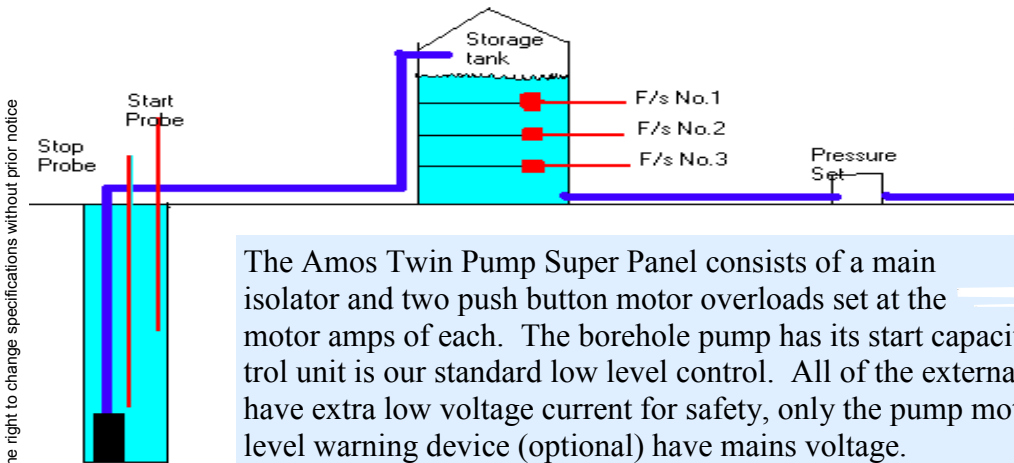 Storage
tank
F/s No.1
F/s No.2
F/s No.3
Start
Probe
Stop
Probe
Pressure
Set
he right to change specifications without prior notice
The Amos Twin Pump Super Panel consists of a main
isolator and two push button motor overloads set at the
motor amps of each. The borehole pump has its start capacit
trol unit is our standard low level control. All of the externa
have extra low voltage current for safety, only the pump mot
level warning device (optional) have mains voltage.